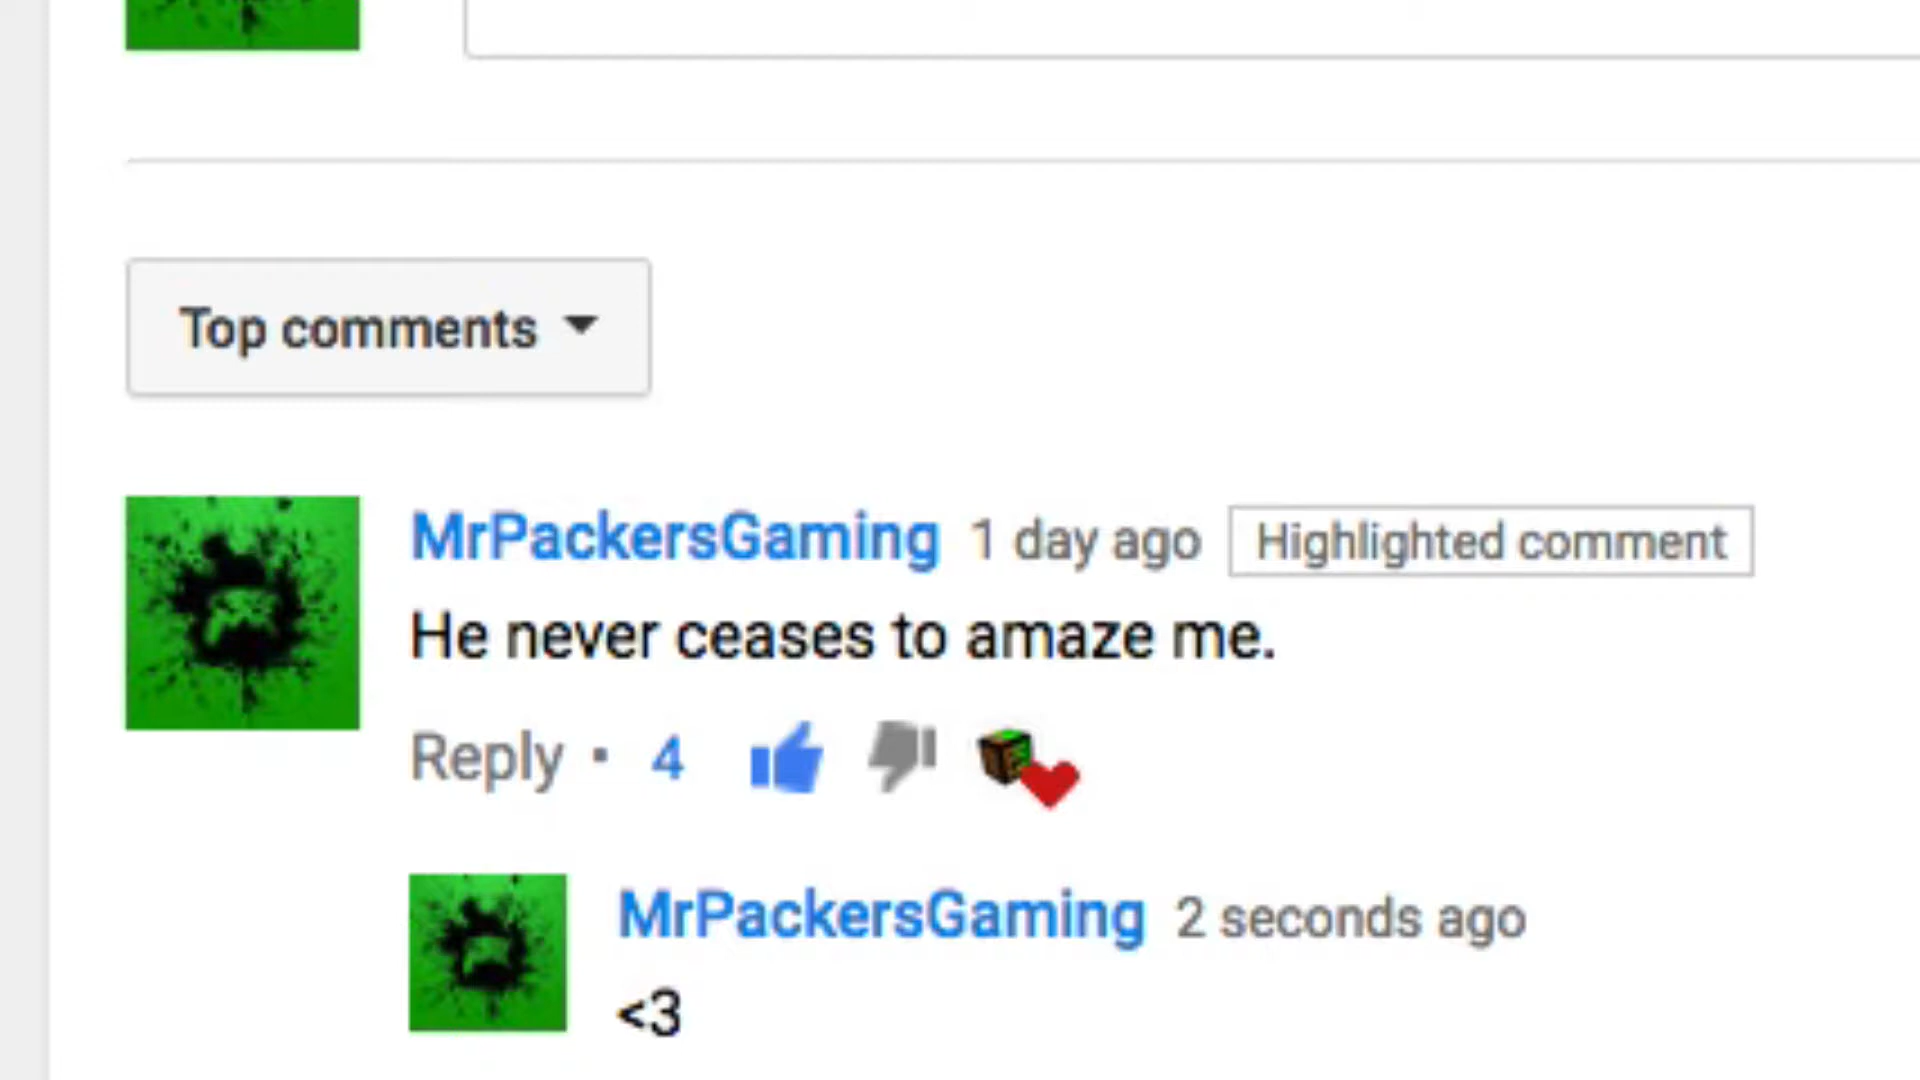 Top comments
MrPackersGaming 1 day ago Highlighted comment
He never ceases to amaze me.
Reply • 4
MrPackersGaming 2 seconds ago
<3